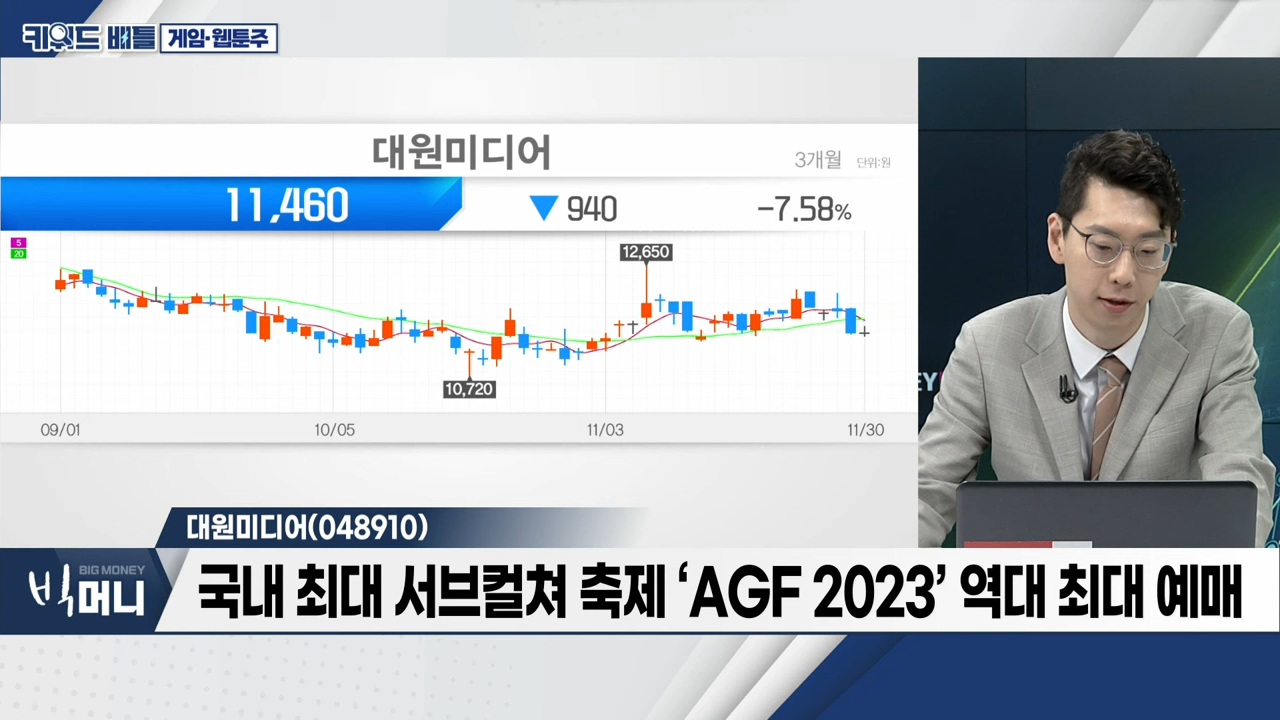 키워드 배틀 게임·웹툰주
대원미디어
3개월 단위:원
11,460 ▼ 940 -7.58%
5
20
12,650
10,720
09/01 10/05 11/03 11/30
EY
대원미디어(048910)
BIG MONEY
빅머니
국내 최대 서브컬쳐 축제 ‘AGF 2023’ 역대 최대 예매